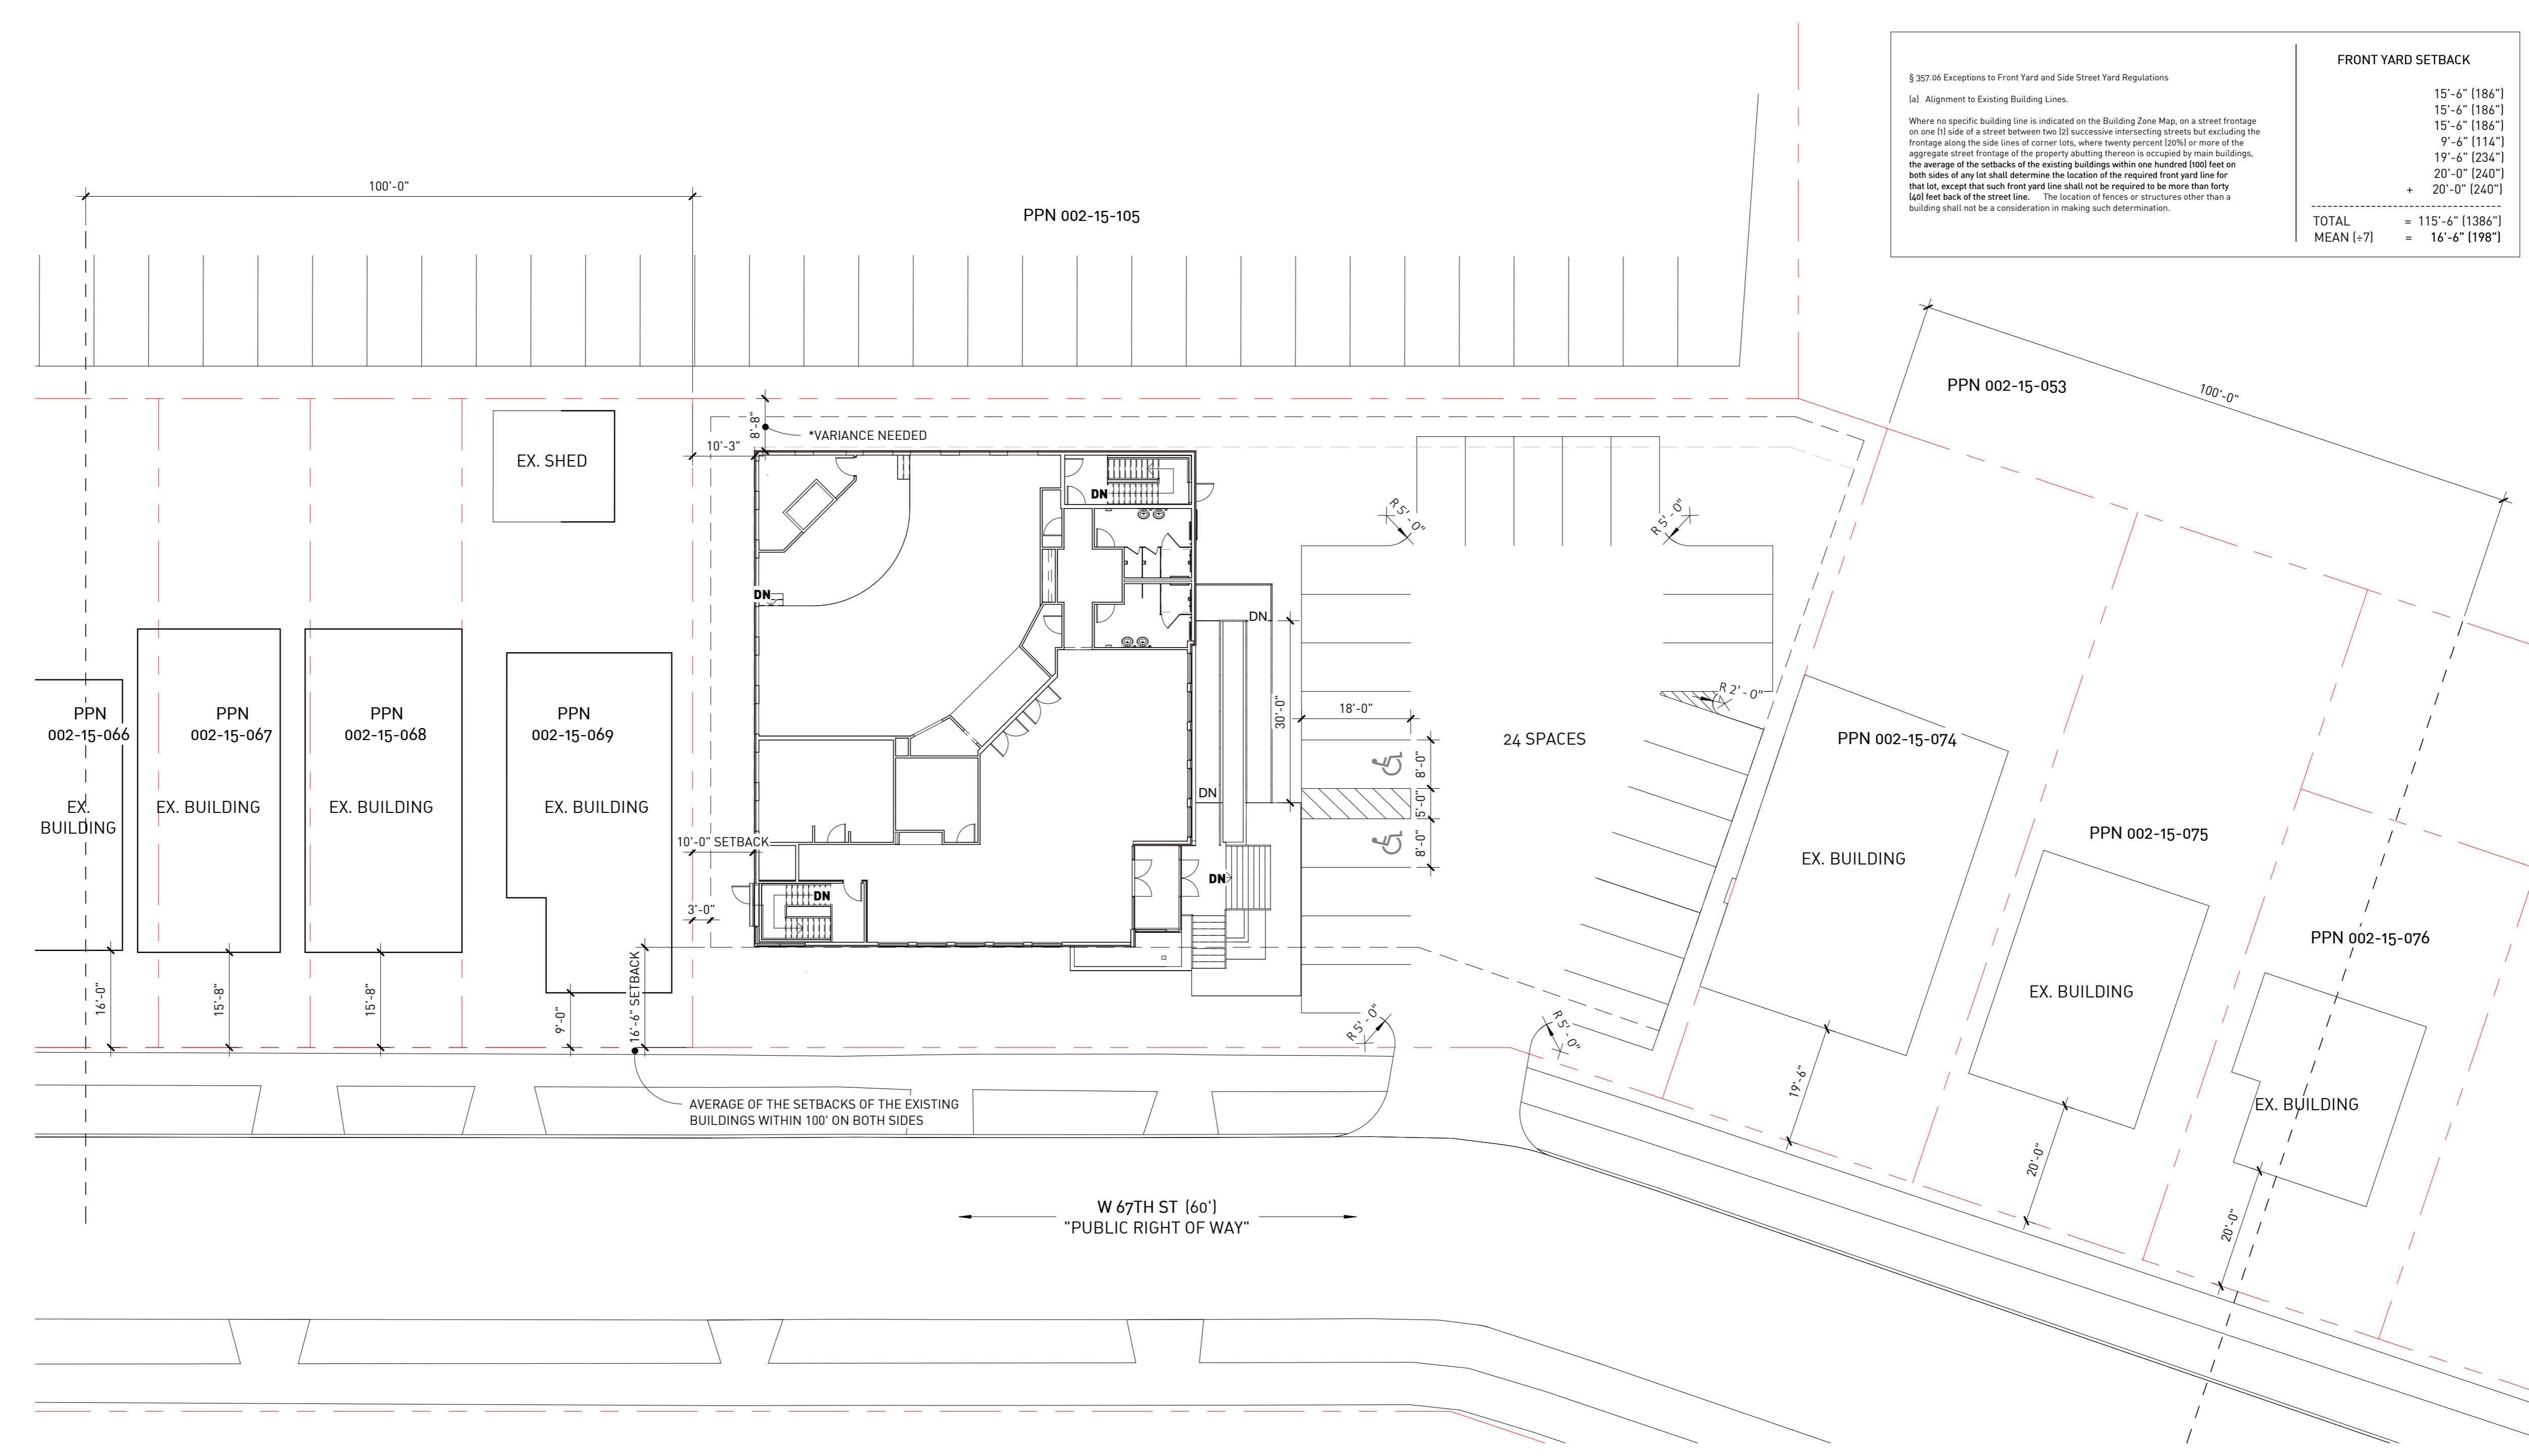 § 357.06 Exceptions to Front Yard and Side Street Yard Regulations
(a) Alignment to Existing Building Lines.
Where no specific building line is indicated on the Building Zone Map, on a street frontage
on one (1) side of a street between two (2) successive intersecting streets but excluding the
frontage along the side lines of corner lots, where twenty percent (20%) or more of the
aggregate street frontage of the property abutting thereon is occupied by main buildings,
the average of the setbacks of the existing buildings within one hundred (100) feet on
both sides of any lot shall determine the location of the required front yard line for
that lot, except that such front yard line shall not be required to be more than forty
(40) feet back of the street line. The location of fences or structures other than a
building shall not be a consideration in making such determination.
FRONT YARD SETBACK
15'-6" (186")
15'-6" (186")
15'-6" (186")
9'-6" (114")
19'-6" (234")
20'-0" (240")
+ 20'-0" (240")
TOTAL = 115'-6" (1386")
MEAN (÷7) = 16'-6" (198")
100'-0"
PPN 002-15-105
PPN 002-15-053
100'-0"
8'-8"
*VARIANCE NEEDED
10'-3"
EX. SHED
DN
R 5'-0"
R 5'-0"
DN
DN
30'-0"
R 2'-0"
18'-0"
PPN
002-15-066
PPN
002-15-067
PPN
002-15-068
PPN
002-15-069
24 SPACES
PPN 002-15-074
8'-0"
5'-0"
8'-0"
DN
EX.
BUILDING
EX. BUILDING
EX. BUILDING
EX. BUILDING
10'-0" SETBACK
PPN 002-15-075
EX. BUILDING
DN
DN
3'-0"
PPN 002-15-076
16'-0"
15'-8"
15'-8"
9'-0"
16'-6" SETBACK
EX. BUILDING
R 5'-0"
R 5'-0"
19'-6"
EX. BUILDING
AVERAGE OF THE SETBACKS OF THE EXISTING
BUILDINGS WITHIN 100' ON BOTH SIDES
20'-0"
20'-0"
W 67TH ST (60')
"PUBLIC RIGHT OF WAY"